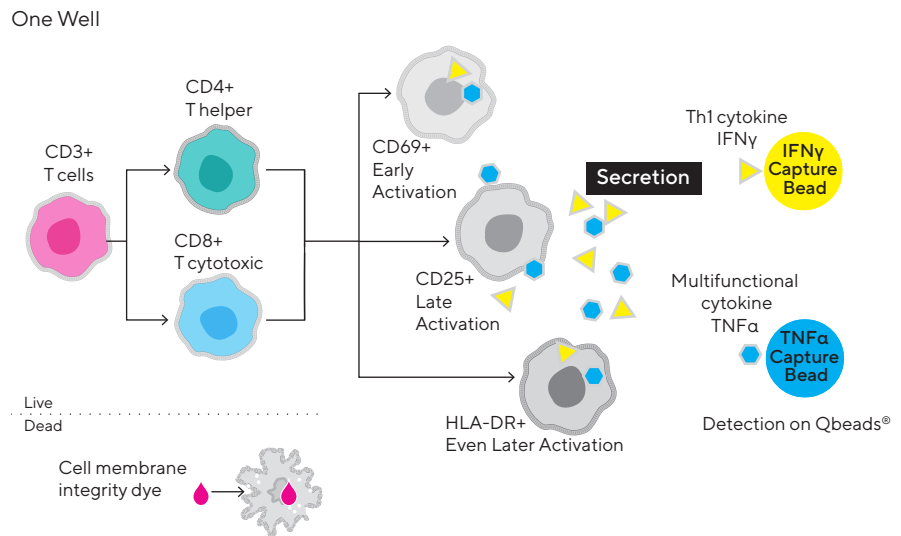 One Well
CD3+
T cells
CD4+
T helper
CD8+
T cytotoxic
CD69+
Early
Activation
CD25+
Late
Activation
HLA-DR+
Even Later Activation
Secretion
Th1 cytokine
IFNγ
IFNγ
Capture
Bead
Multifunctional
cytokine
TNFα
TNFα
Capture
Bead
Detection on Qbeads®
Live
Dead
Cell membrane
integrity dye